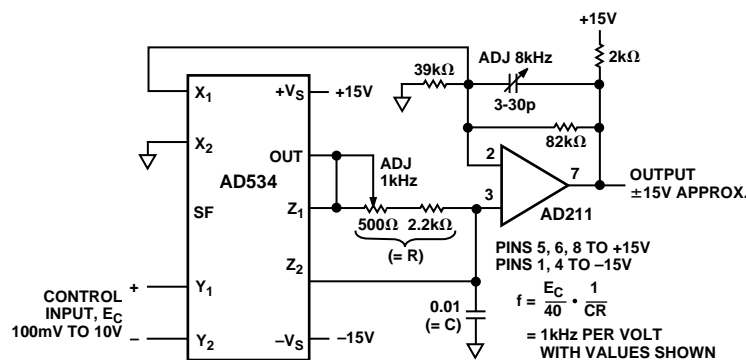 +15V
ADJ 8kHz
39kΩ
2kΩ
3-30p
X1
+VS
+15V
82kΩ
X2
OUT
ADJ
1kHz
2
7
OUTPUT
±15V APPROX.
AD534
3
AD211
SF
Z1
500Ω
2.2kΩ
(= R)
PINS 5, 6, 8 TO +15V
PINS 1, 4 TO –15V
Z2
CONTROL
INPUT, EC
100mV TO 10V
+
Y1
–
Y2
0.01
(= C)
–VS
–15V
f = EC/40 • 1/CR
= 1kHz PER VOLT
WITH VALUES SHOWN